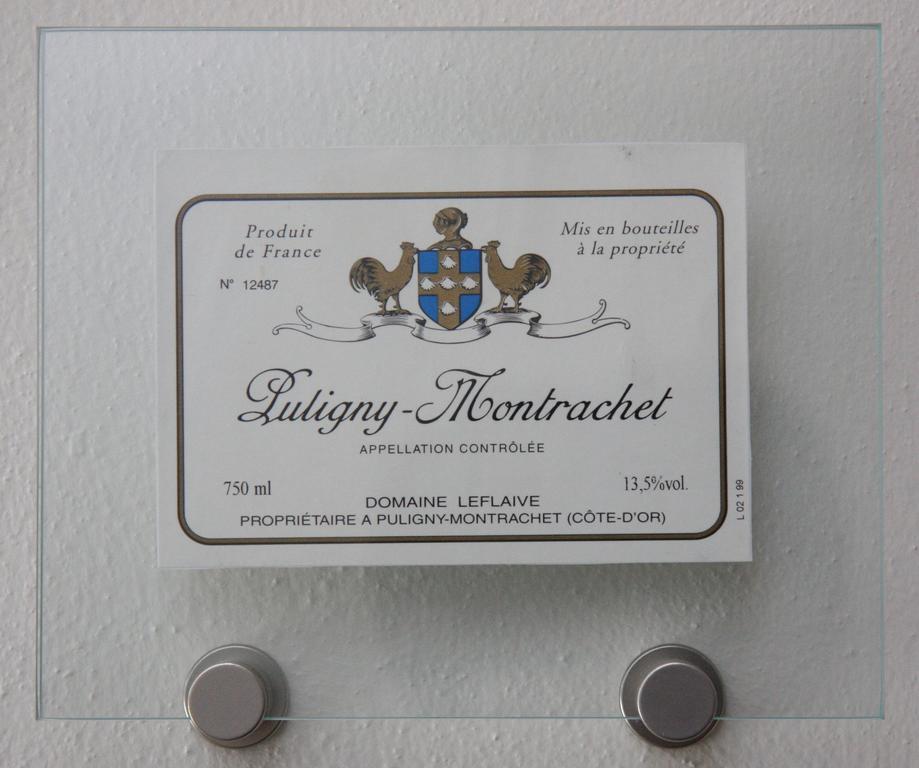 Produit
de France
Mis en bouteilles
à la propriété
N° 12487
Puligny-Montrachet
APPELLATION CONTRÔLÉE
750 ml
13,5%vol.
DOMAINE LEFLAIVE
PROPRIÉTAIRE A PULIGNY-MONTRACHET (CÔTE-D'OR)
L 02 1 99